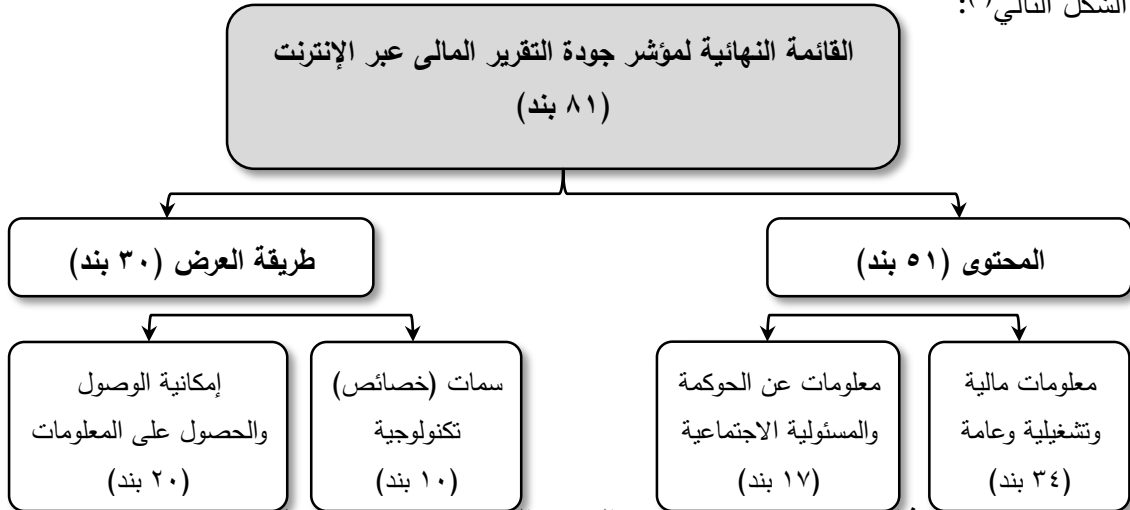 الشكل التالي
القائمة النهائية لمؤشر جودة التقرير المالى عبر الإنترنت
(٨١ بند)
المحتوى (٥١ بند)
طريقة العرض (٣٠ بند)
معلومات مالية
وتشغيلية وعامة
(٣٤ بند)
معلومات عن الحوكمة
والمسئولية الاجتماعية
(١٧ بند)
سمات (خصائص)
تكنولوجية
(١٠ بند)
إمكانية الوصول
والحصول على المعلومات
(٢٠ بند)